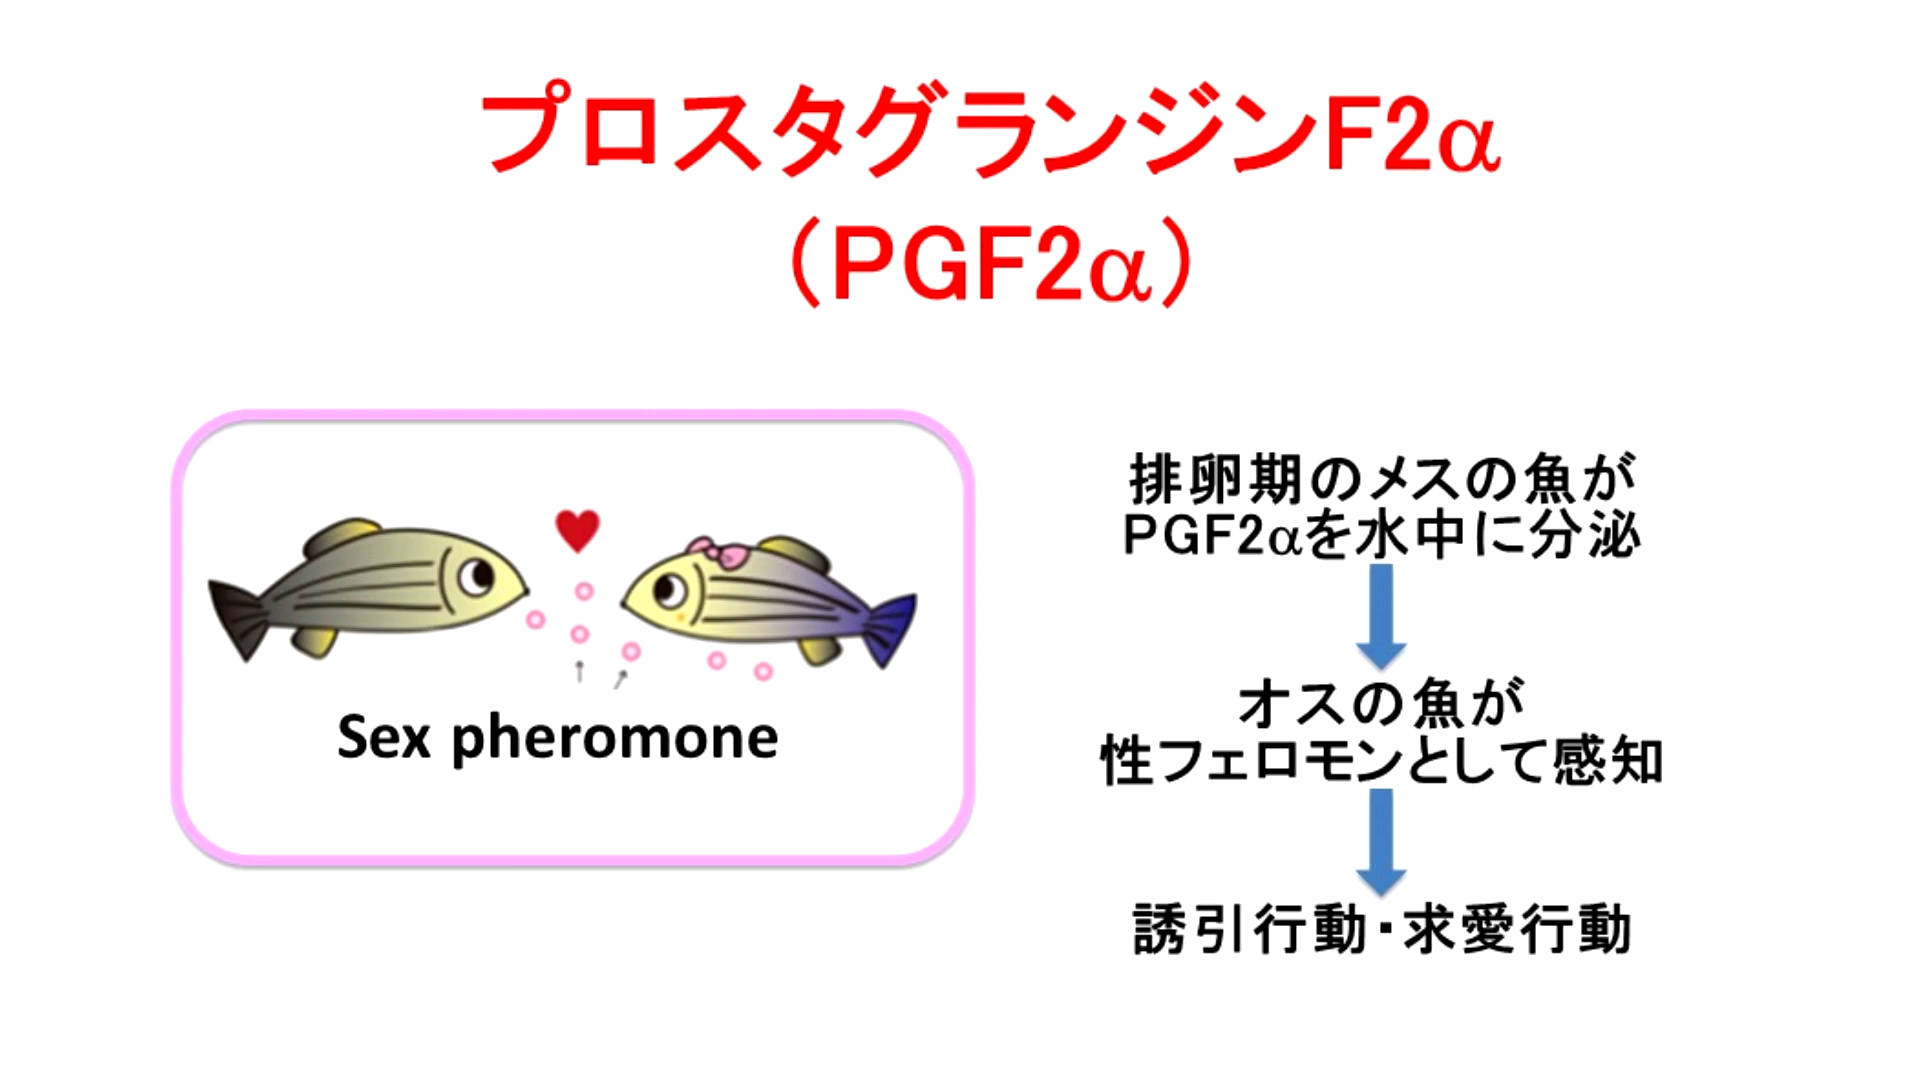 プロスタグランジンF2α
（PGF2α）
Sex pheromone
排卵期のメスの魚が
PGF2αを水中に分泌
オスの魚が
性フェロモンとして感知
誘引行動・求愛行動